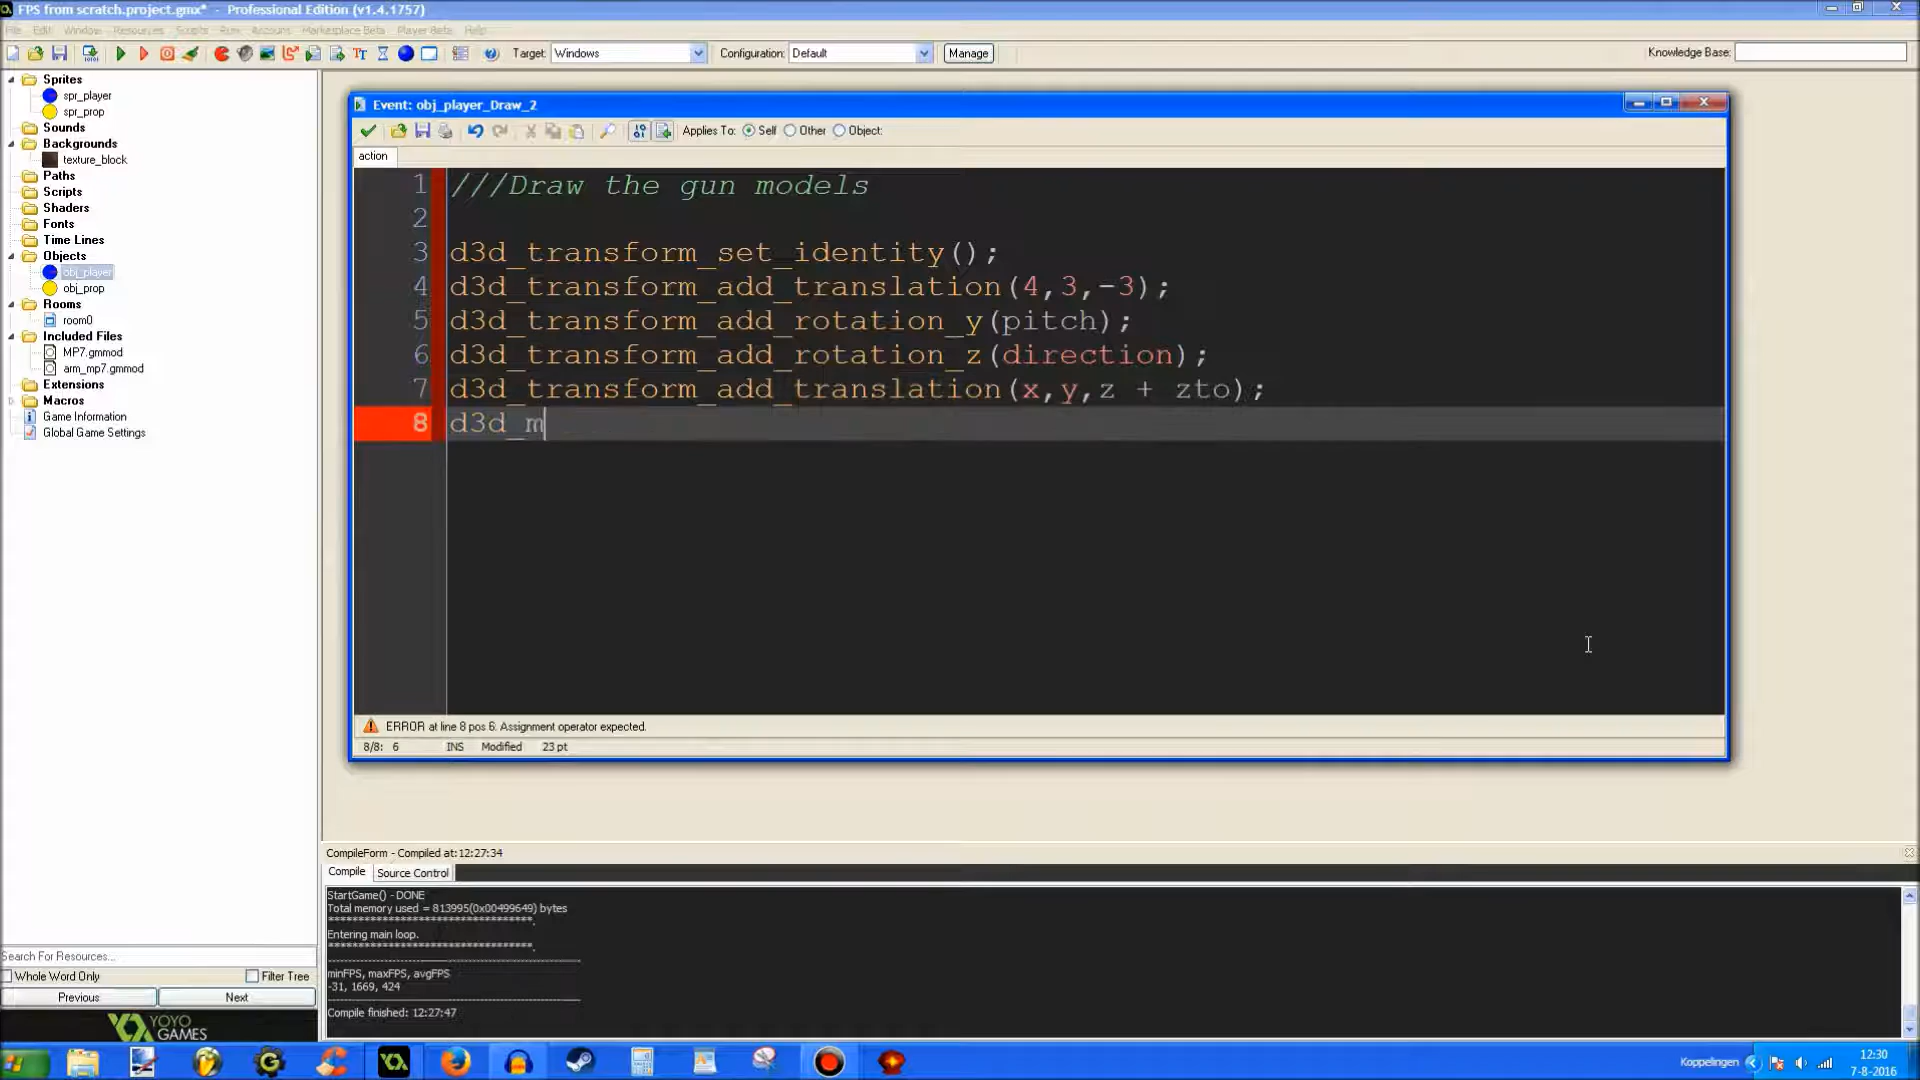 FPS from scratch.project.gmx* - Professional Edition (v1.4.1757)
File Edit Window Resources Scripts Run Accounts Marketplace Beta Player Beta Help
Target: Windows Configuration: Default Manage Knowledge Base:
Sprites
spr_player
spr_prop
Sounds
Backgrounds
texture_block
Paths
Scripts
Shaders
Fonts
Time Lines
Objects
obj_player
obj_prop
Rooms
room0
Included Files
MP7.gmmod
arm_mp7.gmmod
Extensions
Macros
Game Information
Global Game Settings
Search For Resources...
Whole Word Only Filter Tree
Previous Next
YOYO
GAMES
Event: obj_player_Draw_2
Applies To: Self Other Object:
action
1 ///Draw the gun models
2
3 d3d_transform_set_identity();
4 d3d_transform_add_translation(4,3,-3);
5 d3d_transform_add_rotation_y(pitch);
6 d3d_transform_add_rotation_z(direction);
7 d3d_transform_add_translation(x,y,z + zto);
8 d3d_m
ERROR at line 8 pos 6: Assignment operator expected.
8/8: 6 INS Modified 23 pt
CompileForm - Compiled at:12:27:34
Compile Source Control
StartGame() - DONE
Total memory used = 813995(0x00499649) bytes
**********************************.
Entering main loop.
**********************************.
minFPS, maxFPS, avgFPS
-31, 1669, 424
Compile finished: 12:27:47
Koppelingen
12:30
7-8-2016